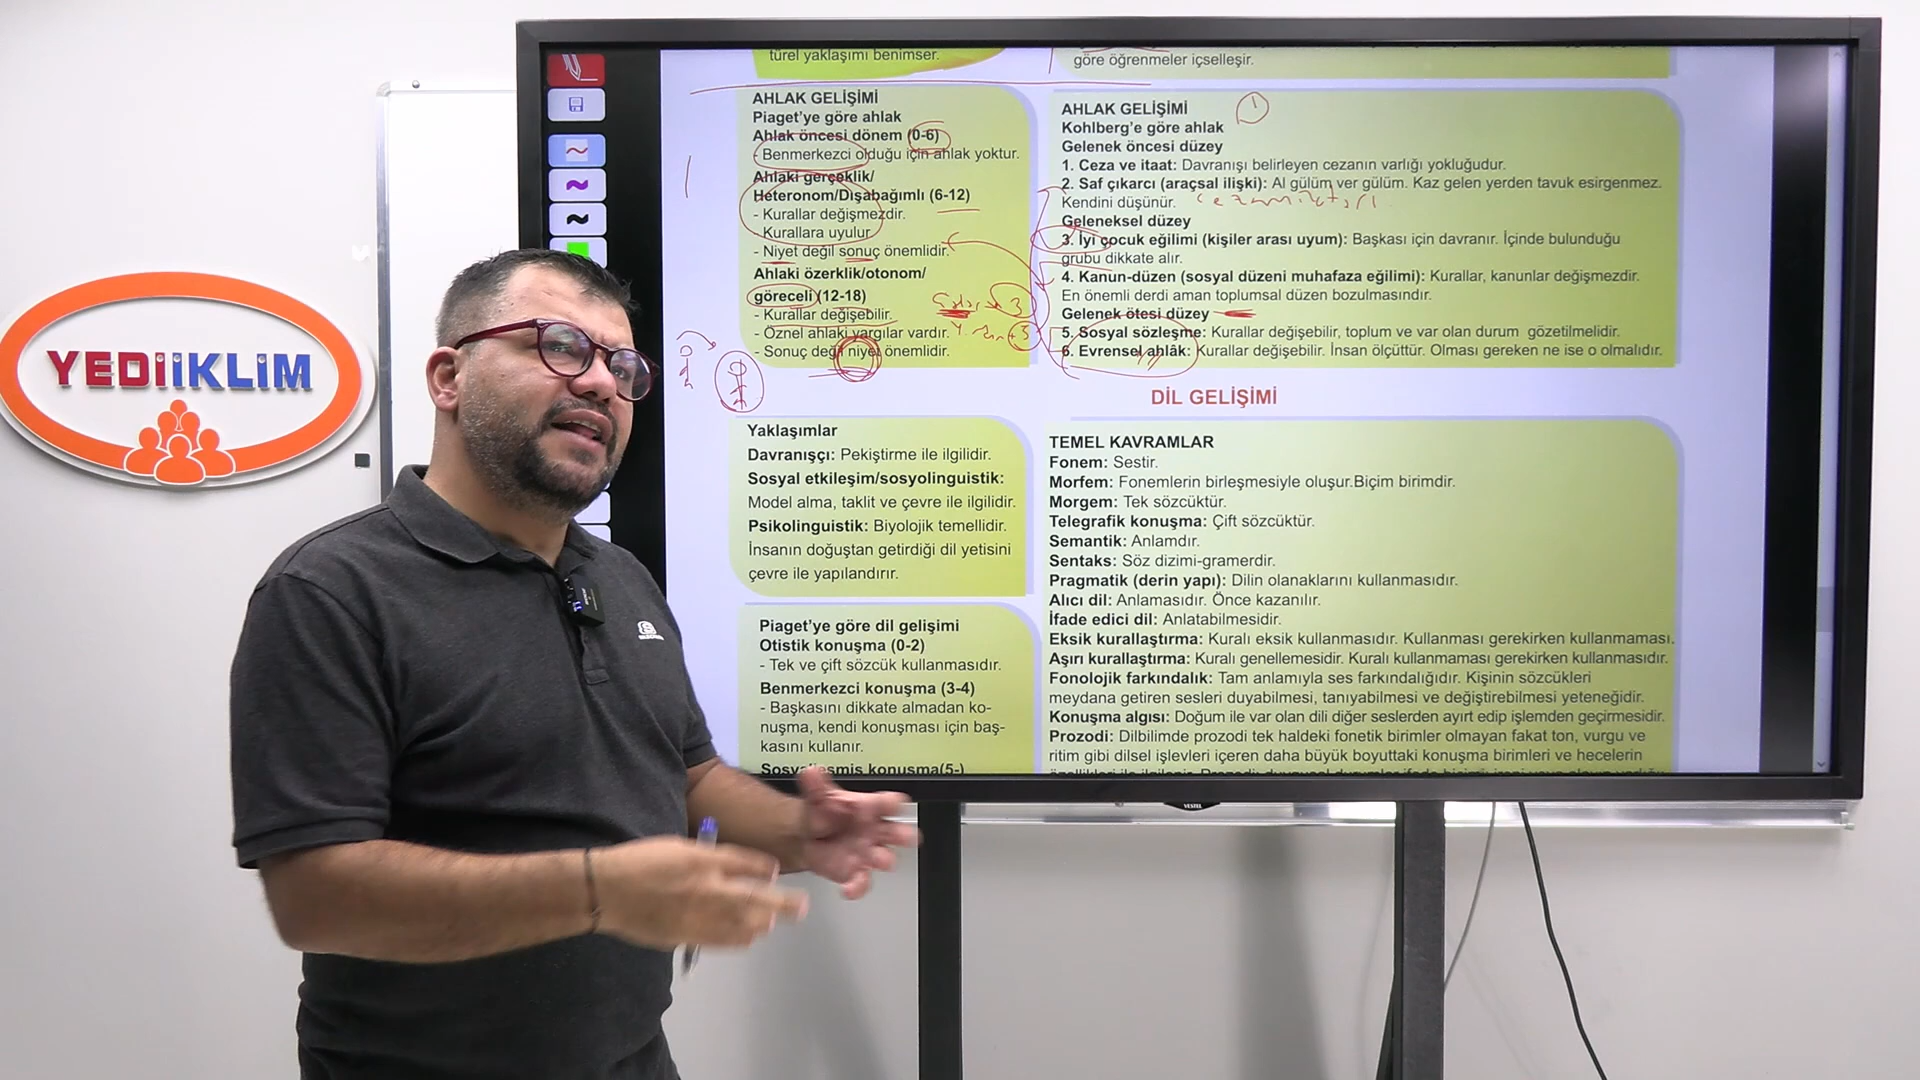 YEDİİKLİM
türel yaklaşımı benimser.
göre öğrenmeler içselleşir.
AHLAK GELİŞİMİ
Piaget'ye göre ahlak
Ahlak öncesi dönem (0-6)
- Benmerkezci olduğu için ahlak yoktur.
Ahlaki gerçeklik/
Heteronom/Dışabağımlı (6-12)
- Kurallar değişmezdir.
- Kurallara uyulur
- Niyet değil sonuç önemlidir.
Ahlaki özerklik/otonom/
göreceli (12-18)
- Kurallar değişebilir.
- Öznel ahlaki yargılar vardır.
- Sonuç değil niyet önemlidir.
AHLAK GELİŞİMİ
1
Kohlberg'e göre ahlak
Gelenek öncesi düzey
1. Ceza ve itaat: Davranışı belirleyen cezanın varlığı yokluğudur.
2. Saf çıkarcı (araçsal ilişki): Al gülüm ver gülüm. Kaz gelen yerden tavuk esirgenmez.
Kendini düşünür.
Geleneksel düzey
3. İyi çocuk eğilimi (kişiler arası uyum): Başkası için davranır. İçinde bulunduğu
grubu dikkate alır.
4. Kanun-düzen (sosyal düzeni muhafaza eğilimi): Kurallar, kanunlar değişmezdir.
En önemli derdi aman toplumsal düzen bozulmasındır.
Gelenek ötesi düzey
5. Sosyal sözleşme: Kurallar değişebilir, toplum ve var olan durum gözetilmelidir.
6. Evrensel ahlâk: Kurallar değişebilir. İnsan ölçüttür. Olması gereken ne ise o olmalıdır.
DİL GELİŞİMİ
Yaklaşımlar
Davranışçı: Pekiştirme ile ilgilidir.
Sosyal etkileşim/sosyolinguistik:
Model alma, taklit ve çevre ile ilgilidir.
Psikolinguistik: Biyolojik temellidir.
İnsanın doğuştan getirdiği dil yetisini
çevre ile yapılandırır.
Piaget'ye göre dil gelişimi
Otistik konuşma (0-2)
- Tek ve çift sözcük kullanmasıdır.
Benmerkezci konuşma (3-4)
- Başkasını dikkate almadan ko-
nuşma, kendi konuşması için baş-
kasını kullanır.
Sosyalleşmiş konuşma(5-)
TEMEL KAVRAMLAR
Fonem: Sestir.
Morfem: Fonemlerin birleşmesiyle oluşur.Biçim birimdir.
Morgem: Tek sözcüktür.
Telegrafik konuşma: Çift sözcüktür.
Semantik: Anlamdır.
Sentaks: Söz dizimi-gramerdir.
Pragmatik (derin yapı): Dilin olanaklarını kullanmasıdır.
Alıcı dil: Anlamasıdır. Önce kazanılır.
İfade edici dil: Anlatabilmesidir.
Eksik kurallaştırma: Kuralı eksik kullanmasıdır. Kullanması gerekirken kullanmaması.
Aşırı kurallaştırma: Kuralı genellemesidir. Kuralı kullanmaması gerekirken kullanmasıdır.
Fonolojik farkındalık: Tam anlamıyla ses farkındalığıdır. Kişinin sözcükleri
meydana getiren sesleri duyabilmesi, tanıyabilmesi ve değiştirebilmesi yeteneğidir.
Konuşma algısı: Doğum ile var olan dili diğer seslerden ayırt edip işlemden geçirmesidir.
Prozodi: Dilbilimde prozodi tek haldeki fonetik birimler olmayan fakat ton, vurgu ve
ritim gibi dilsel işlevleri içeren daha büyük boyuttaki konuşma birimleri ve hecelerin
VESTEL